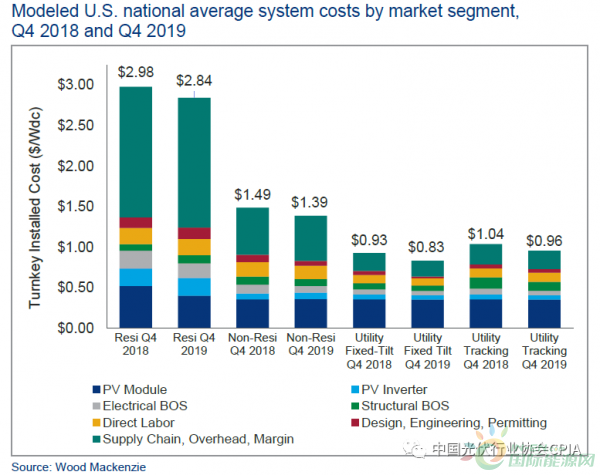 Modeled U.S. national average system costs by market segment,
Q4 2018 and Q4 2019
Turnkey Installed Cost ($/Wdc)
$3.00
$2.50
$2.00
$1.50
$1.00
$0.50
$0.00
$2.98
$2.84
$1.49
$1.39
$0.93
$0.83
$1.04
$0.96
Resi Q4
2018
Resi Q4
2019
Non-Resi
Q4 2018
Non-Resi
Q4 2019
Utility
Fixed-Tilt
Q4 2018
Utility
Fixed Tilt
Q4 2019
Utility
Tracking
Q4 2018
Utility
Tracking
Q4 2019
PV Module
PV Inverter
Electrical BOS
Structural BOS
Direct Labor
Design, Engineering, Permitting
Supply Chain, Overhead, Margin
中国光伏行业协会CPIA
国际能源网
Source: Wood Mackenzie